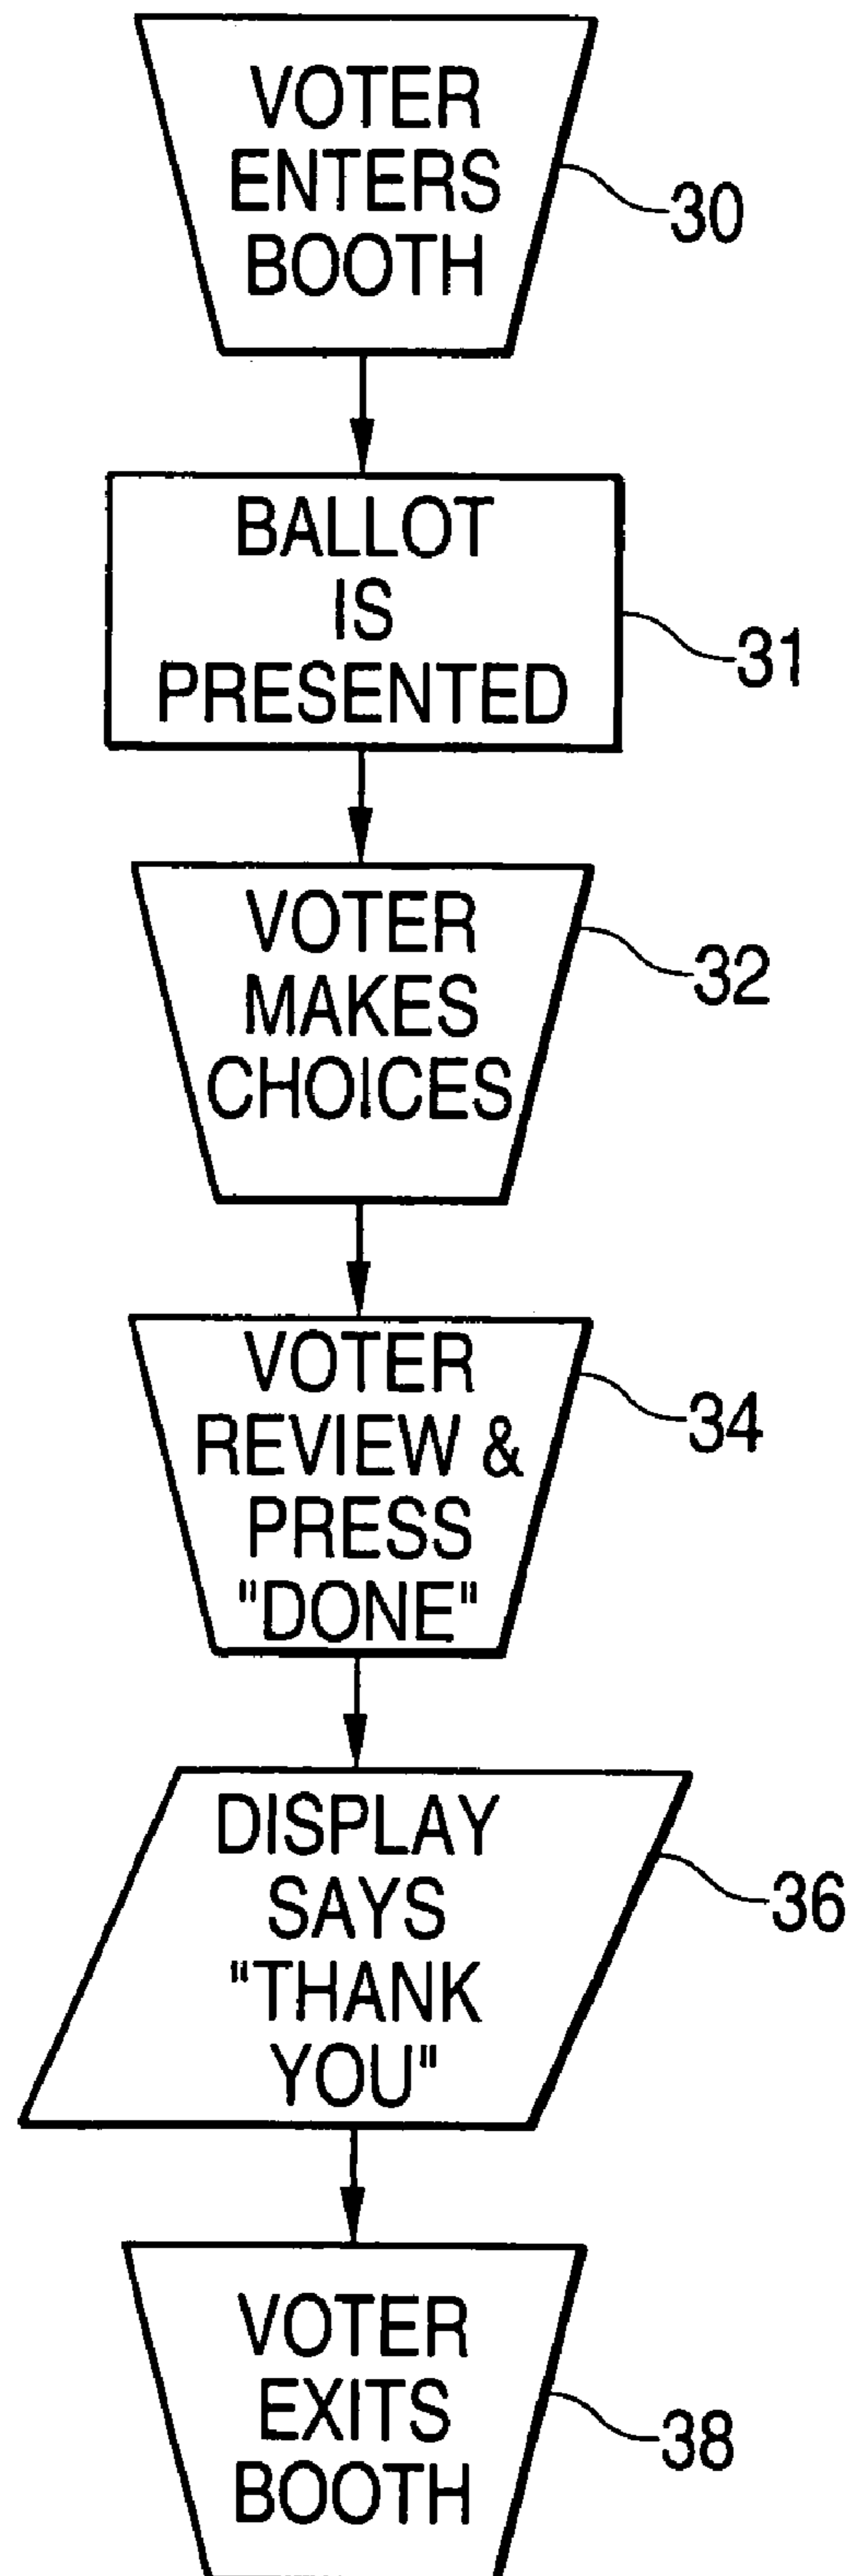 VOTER
ENTERS
BOOTH
30
BALLOT
IS
PRESENTED
31
VOTER
MAKES
CHOICES
32
VOTER
REVIEW &
PRESS
"DONE"
34
DISPLAY
SAYS
"THANK
YOU"
36
VOTER
EXITS
BOOTH
38